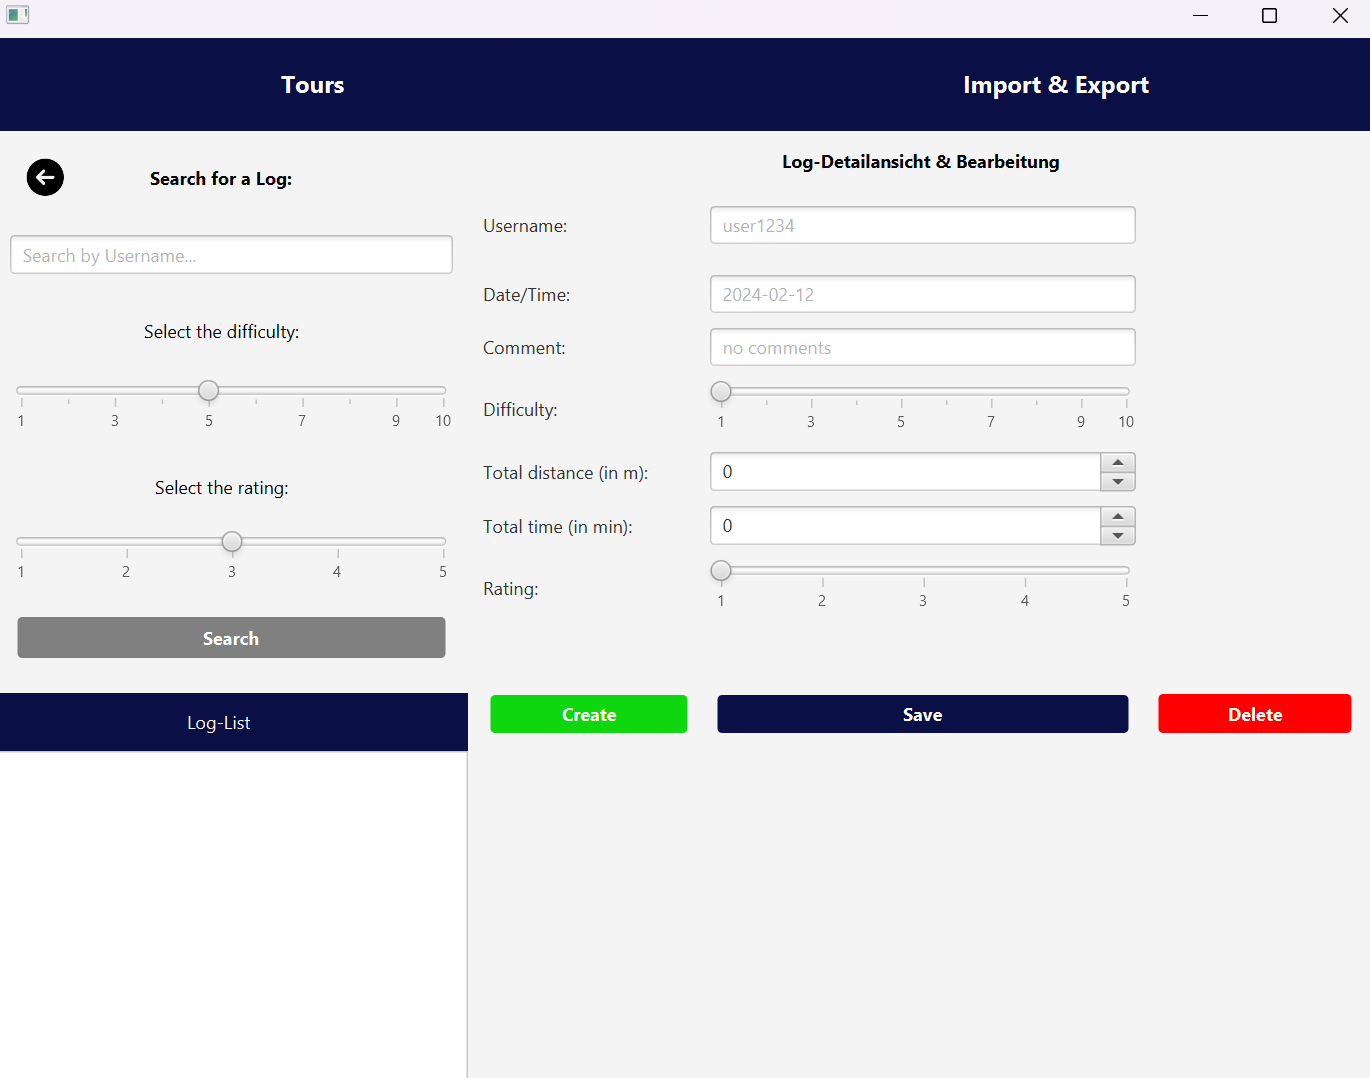 Tours
Import & Export
Search for a Log:
Search by Username...
Select the difficulty:
1 3 5 7 9 10
Select the rating:
1 2 3 4 5
Search
Log-List
Log-Detailansicht & Bearbeitung
Username: user1234
Date/Time: 2024-02-12
Comment: no comments
Difficulty:
1 3 5 7 9 10
Total distance (in m): 0
Total time (in min): 0
Rating:
1 2 3 4 5
Create Save Delete